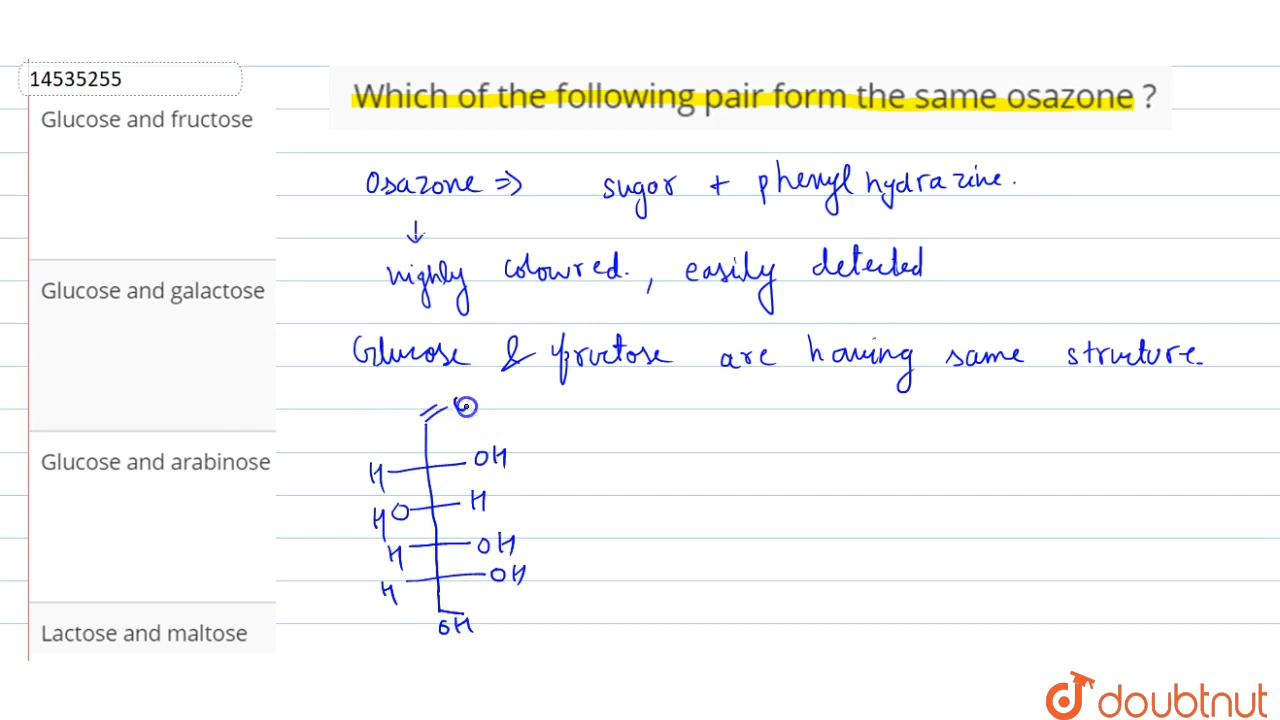 14535255
Which of the following pair form the same osazone ?
Glucose and fructose
Glucose and galactose
Glucose and arabinose
Lactose and maltose
Osazone ⇒ sugar + phenyl hydrazine.
↓
highly coloured. , easily detected
Glucose & fructose are having same structure.
O
H OH
HO H
H OH
H OH
OH
doubtnut